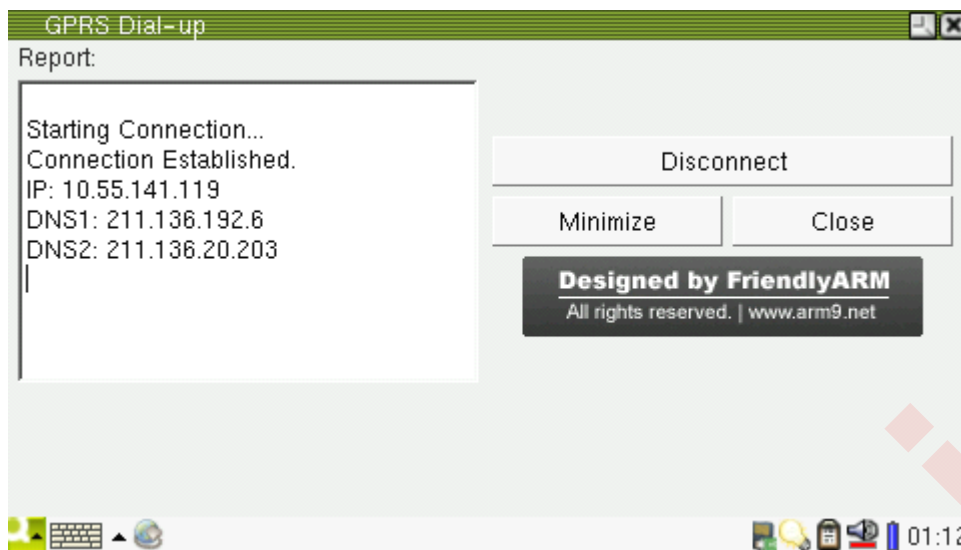 GPRS Dial-up
Report:
Starting Connection...
Connection Established.
IP: 10.55.141.119
DNS1: 211.136.192.6
DNS2: 211.136.20.203
Disconnect
Minimize
Close
Designed by FriendlyARM
All rights reserved. | www.arm9.net
01:12